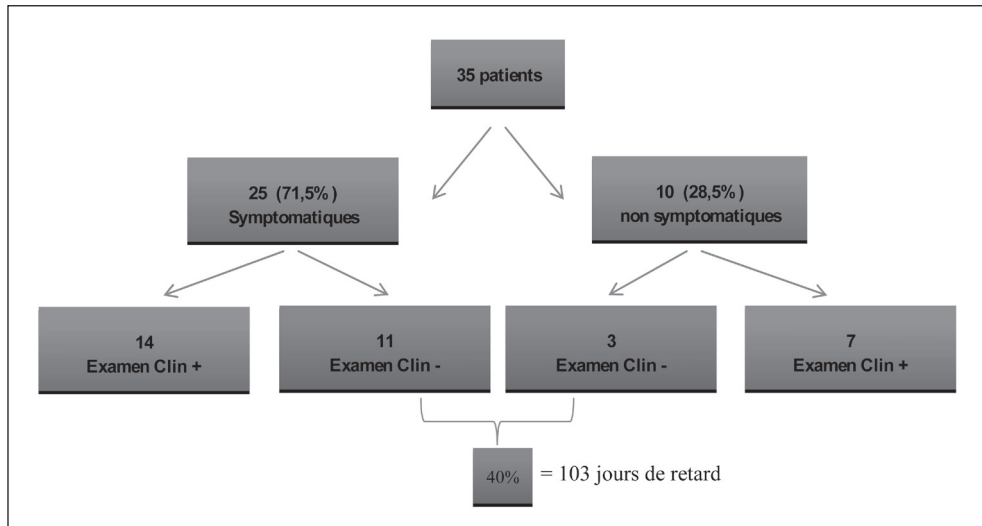 35 patients
25 (71,5%)
Symptomatiques
10 (28,5%)
non symptomatiques
14
Examen Clin +
11
Examen Clin -
3
Examen Clin -
7
Examen Clin +
40% = 103 jours de retard